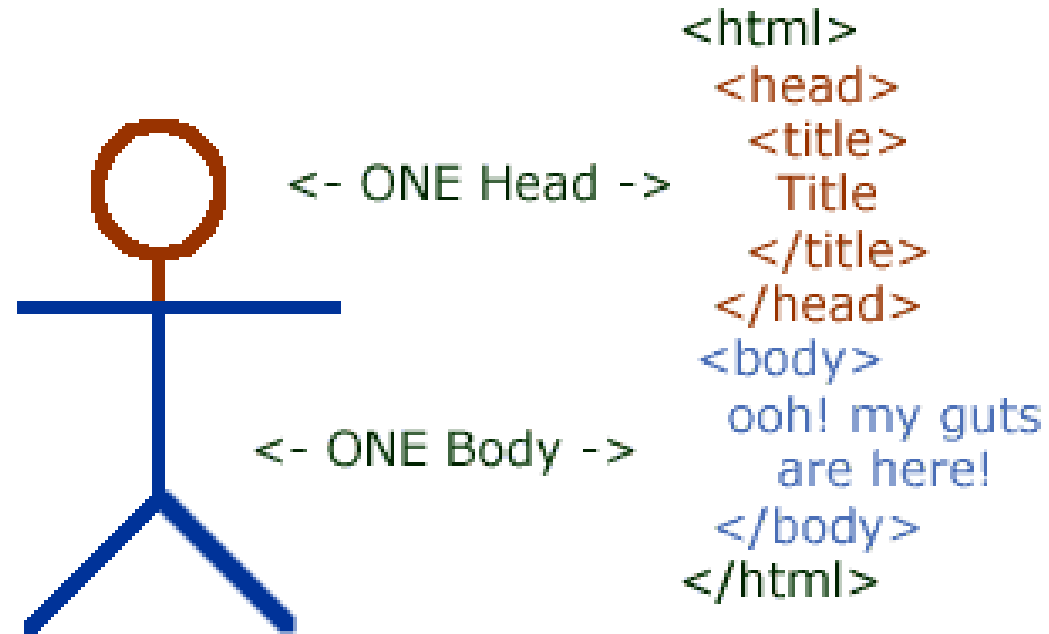 <html>
<head>
<title>
<- ONE Head ->
Title
</title>
</head>
<body>
ooh! my guts
<- ONE Body ->
are here!
</body>
</html>